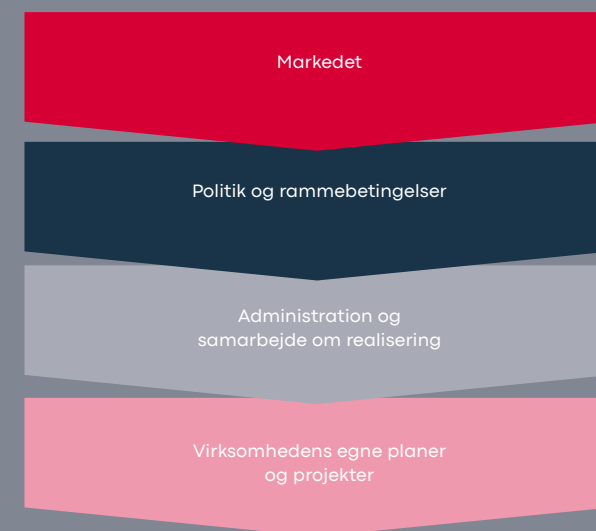 Markedet
Politik og rammebetingelser
Administration og
samarbejde om realisering
Virksomhedens egne planer
og projekter